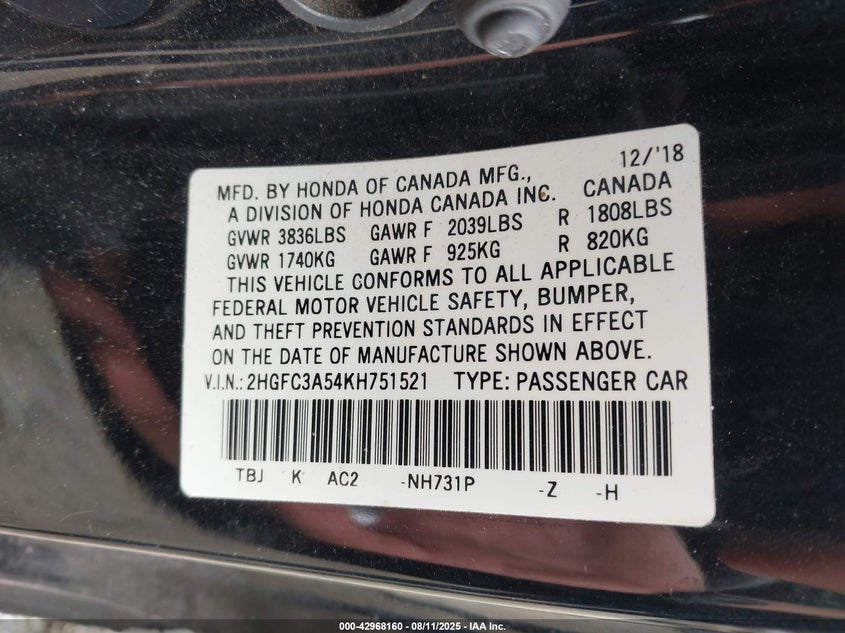 12/'18
MFD. BY HONDA OF CANADA MFG.,
A DIVISION OF HONDA CANADA INC. CANADA
GVWR 3836LBS GAWR F 2039LBS R 1808LBS
GVWR 1740KG GAWR F 925KG R 820KG
THIS VEHICLE CONFORMS TO ALL APPLICABLE
FEDERAL MOTOR VEHICLE SAFETY, BUMPER,
AND THEFT PREVENTION STANDARDS IN EFFECT
ON THE DATE OF MANUFACTURE SHOWN ABOVE.
V.I.N.: 2HGFC3A54KH751521 TYPE: PASSENGER CAR
TBJ K AC2 -NH731P -Z -H
000-42968160 - 08/11/2025 - IAA Inc.